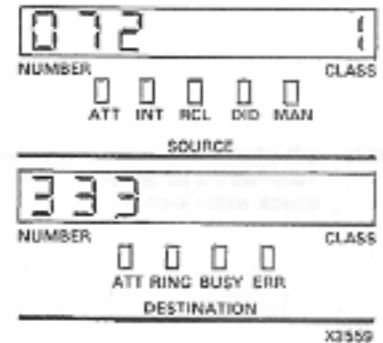 072 1
NUMBER CLASS
ATT INT RCL DID MAN
SOURCE
333
NUMBER CLASS
ATT RING BUSY ERR
DESTINATION
X3559